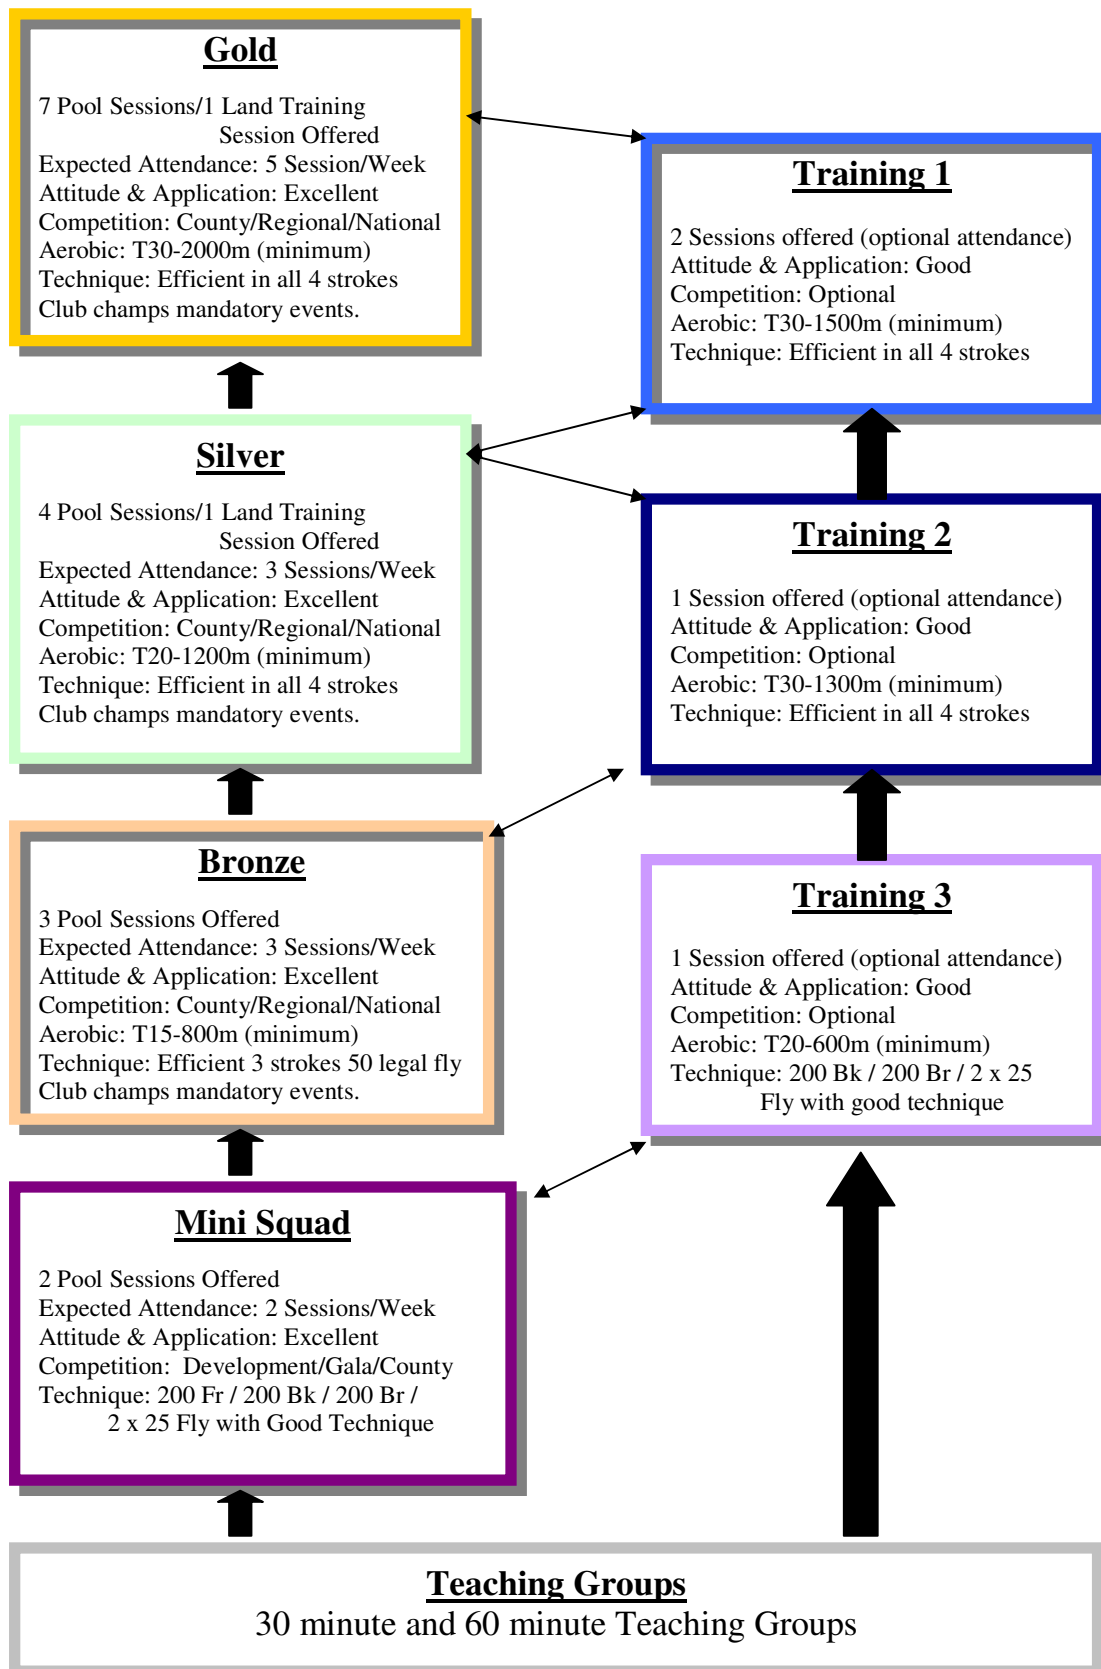 Gold
7 Pool Sessions/1 Land Training
Session Offered
Expected Attendance: 5 Session/Week
Attitude & Application: Excellent
Competition: County/Regional/National
Aerobic: T30-2000m (minimum)
Technique: Efficient in all 4 strokes
Club champs mandatory events.
Training 1
2 Sessions offered (optional attendance)
Attitude & Application: Good
Competition: Optional
Aerobic: T30-1500m (minimum)
Technique: Efficient in all 4 strokes
Silver
4 Pool Sessions/1 Land Training
Session Offered
Expected Attendance: 3 Sessions/Week
Attitude & Application: Excellent
Competition: County/Regional/National
Aerobic: T20-1200m (minimum)
Technique: Efficient in all 4 strokes
Club champs mandatory events.
Training 2
1 Session offered (optional attendance)
Attitude & Application: Good
Competition: Optional
Aerobic: T30-1300m (minimum)
Technique: Efficient in all 4 strokes
Bronze
3 Pool Sessions Offered
Expected Attendance: 3 Sessions/Week
Attitude & Application: Excellent
Competition: County/Regional/National
Aerobic: T15-800m (minimum)
Technique: Efficient 3 strokes 50 legal fly
Club champs mandatory events.
Training 3
1 Session offered (optional attendance)
Attitude & Application: Good
Competition: Optional
Aerobic: T20-600m (minimum)
Technique: 200 Bk / 200 Br / 2 x 25
Fly with good technique
Mini Squad
2 Pool Sessions Offered
Expected Attendance: 2 Sessions/Week
Attitude & Application: Excellent
Competition:  Development/Gala/County
Technique: 200 Fr / 200 Bk / 200 Br /
2 x 25 Fly with Good Technique
Teaching Groups
30 minute and 60 minute Teaching Groups